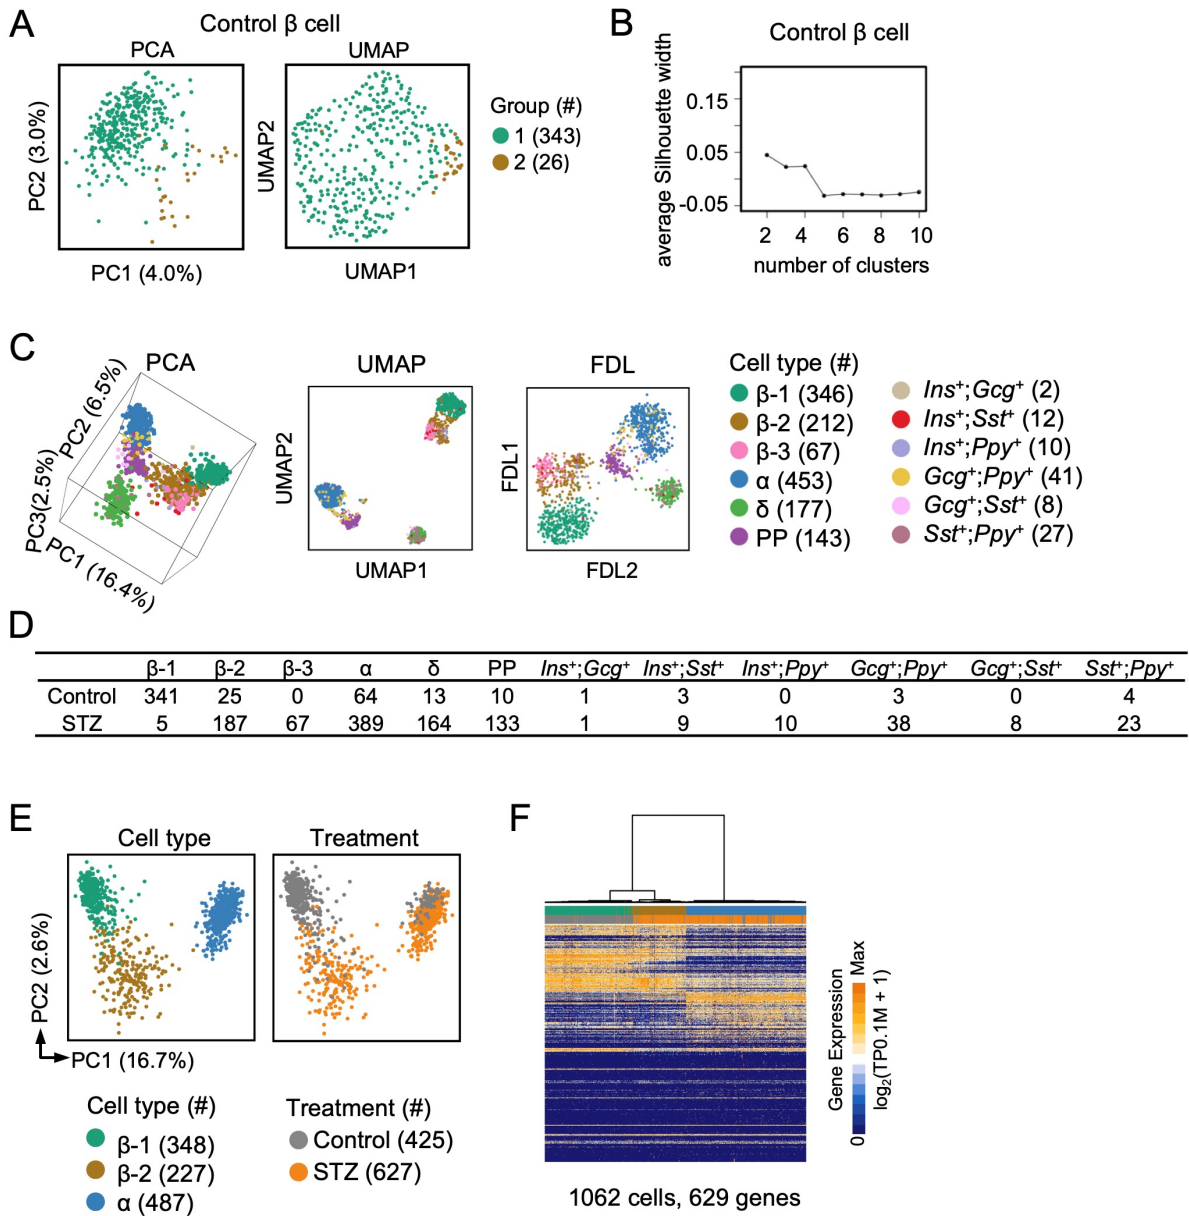 A
Control β cell
PCA
UMAP
PC2 (3.0%)
PC1 (4.0%)
UMAP2
UMAP1
Group (#)
1 (343)
2 (26)
B
Control β cell
average Silhouette width
0.15
0.05
-0.05
2 4 6 8 10
number of clusters
C
PCA
PC2 (6.5%)
PC3(2.5%)
PC1 (16.4%)
UMAP
UMAP2
UMAP1
FDL
FDL1
FDL2
Cell type (#)
β-1 (346)
β-2 (212)
β-3 (67)
α (453)
δ (177)
PP (143)
Ins⁺;Gcg⁺ (2)
Ins⁺;Sst⁺ (12)
Ins⁺;Ppy⁺ (10)
Gcg⁺;Ppy⁺ (41)
Gcg⁺;Sst⁺ (8)
Sst⁺;Ppy⁺ (27)
D
β-1 β-2 β-3 α δ PP Ins⁺;Gcg⁺ Ins⁺;Sst⁺ Ins⁺;Ppy⁺ Gcg⁺;Ppy⁺ Gcg⁺;Sst⁺ Sst⁺;Ppy⁺
Control 341 25 0 64 13 10 1 3 0 3 0 4
STZ 5 187 67 389 164 133 1 9 10 38 8 23
E
Cell type
Treatment
PC2 (2.6%)
PC1 (16.7%)
Cell type (#)
β-1 (348)
β-2 (227)
α (487)
Treatment (#)
Control (425)
STZ (627)
F
Gene Expression
log₂(TP0.1M + 1)
0
Max
1062 cells, 629 genes